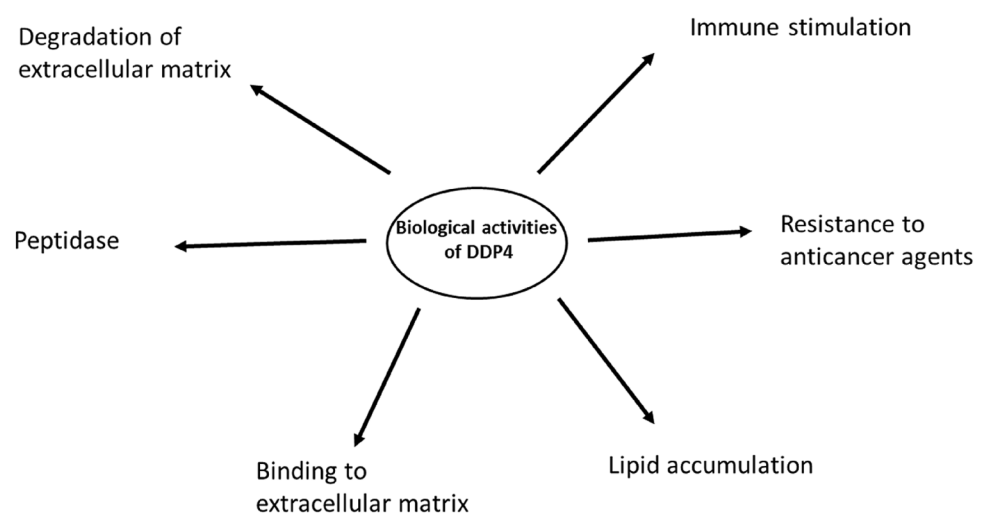 Degradation of
extracellular matrix
Immune stimulation
Biological activities
of DDP4
Peptidase
Resistance to
anticancer agents
Binding to
extracellular matrix
Lipid accumulation